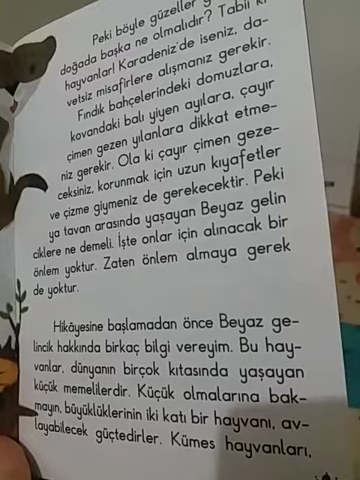 Peki böyle güzeller
doğada başka ne olmalıdır? Tabii ki
hayvanlar! Karadeniz'de iseniz, da-
vetsiz misafirlere alışmanız gerekir.
Fındık bahçelerindeki domuzlara,
kovandaki balı yiyen ayılara, çayır
çimen gezen yılanlara dikkat etme-
niz gerekir. Ola ki çayır çimen geze-
ceksiniz, korunmak için uzun kıyafetler
ve çizme giymeniz de gerekecektir. Peki
ya tavan arasında yaşayan Beyaz gelin
ciklere ne demeli. İşte onlar için alınacak bir
önlem yoktur. Zaten önlem almaya gerek
de yoktur.
Hikâyesine başlamadan önce Beyaz ge-
lincik hakkında birkaç bilgi vereyim. Bu hay-
vanlar, dünyanın birçok kıtasında yaşayan
küçük memelilerdir. Küçük olmalarına bak-
mayın, büyüklüklerinin iki katı bir hayvanı, av-
layabilecek güçtedirler. Kümes hayvanları,